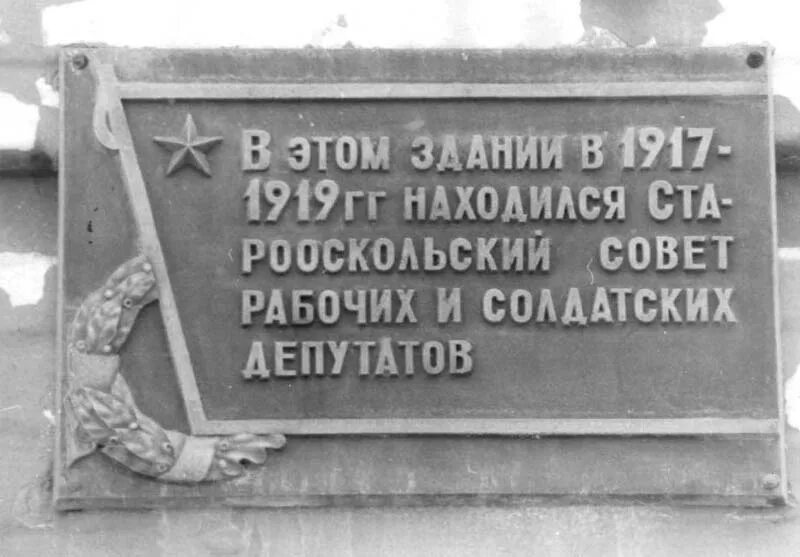 В ЭТОМ ЗДАНИИ В 1917-
1919ГГ НАХОДИЛСЯ СТА-
РООСКОЛЬСКИЙ СОВЕТ
РАБОЧИХ И СОЛДАТСКИХ
ДЕПУТАТОВ